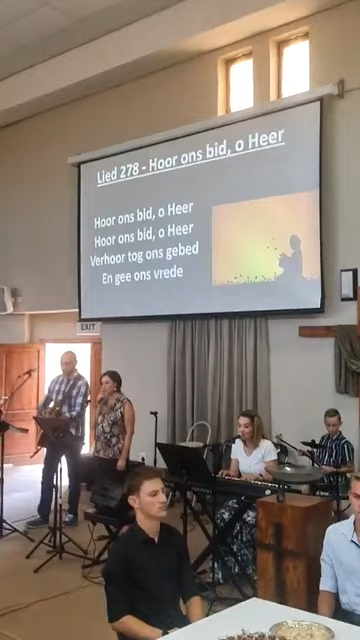 Lied 278 - Hoor ons bid, o Heer
Hoor ons bid, o Heer
Hoor ons bid, o Heer
Verhoor tog ons gebed
En gee ons vrede
EXIT